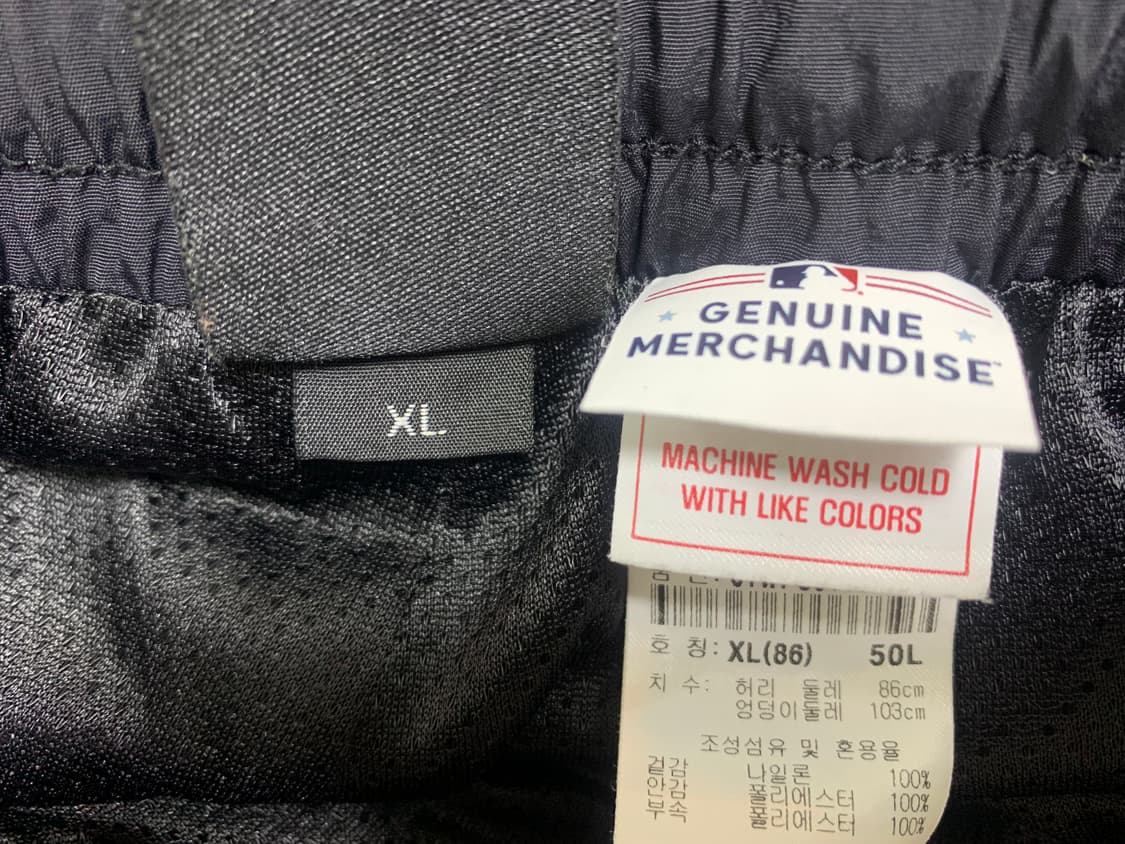 XL
GENUINE
MERCHANDISE™
MACHINE WASH COLD
WITH LIKE COLORS
호 칭: XL(86) 50L
치 수: 허리 둘레 86cm
엉덩이둘레 103cm
조성섬유 및 혼용율
겉감 나일론 100%
안감 폴리에스터 100%
부속 폴리에스터 100%